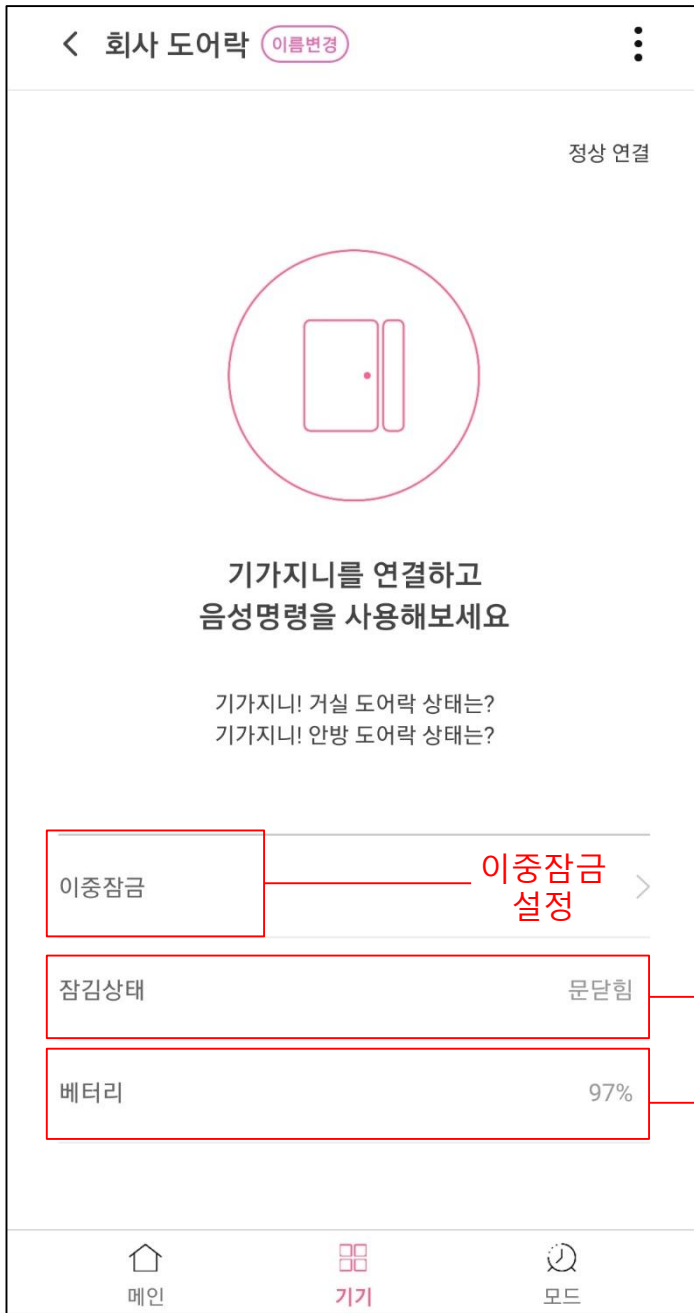 회사 도어락 이름변경
정상 연결
기가지니를 연결하고
음성명령을 사용해보세요
기가지니! 거실 도어락 상태는?
기가지니! 안방 도어락 상태는?
이중잠금
이중잠금
설정
잠김상태 문닫힘
베터리 97%
메인 기기 모드